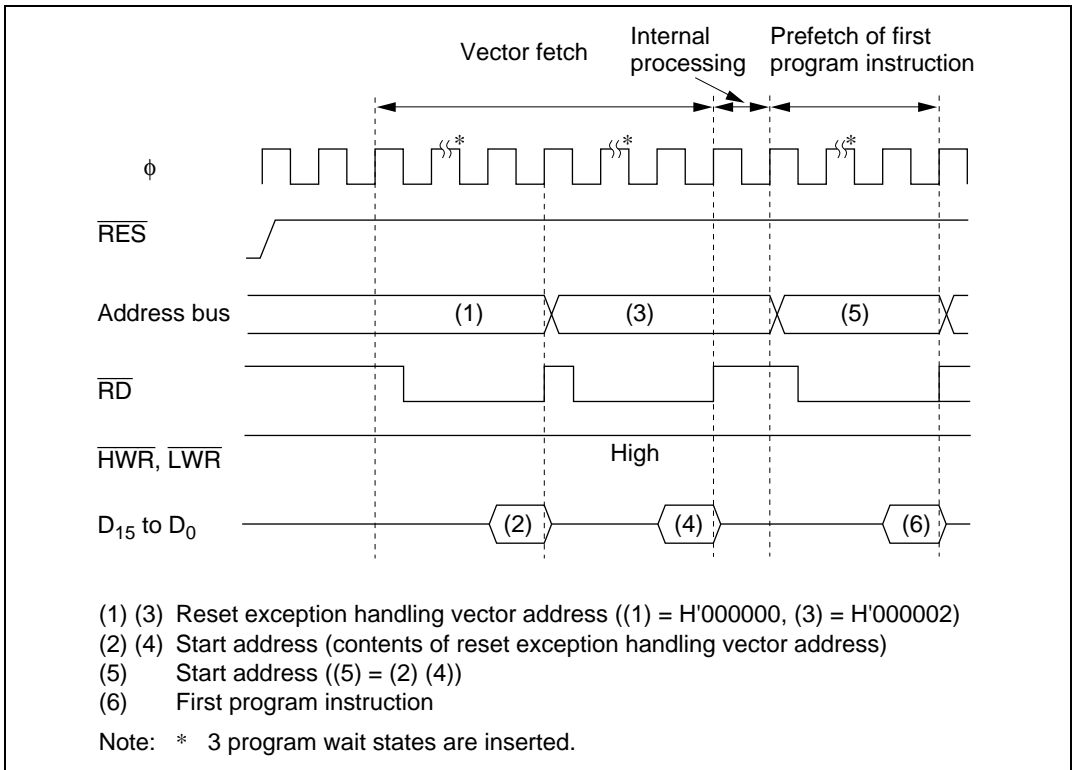 Vector fetch
Internal processing
Prefetch of first program instruction
*
*
*
ϕ
RES
Address bus
(1)
(3)
(5)
RD
HWR, LWR
High
D15 to D0
(2)
(4)
(6)
(1) (3) Reset exception handling vector address ((1) = H'000000, (3) = H'000002)
(2) (4) Start address (contents of reset exception handling vector address)
(5) Start address ((5) = (2) (4))
(6) First program instruction
Note: * 3 program wait states are inserted.